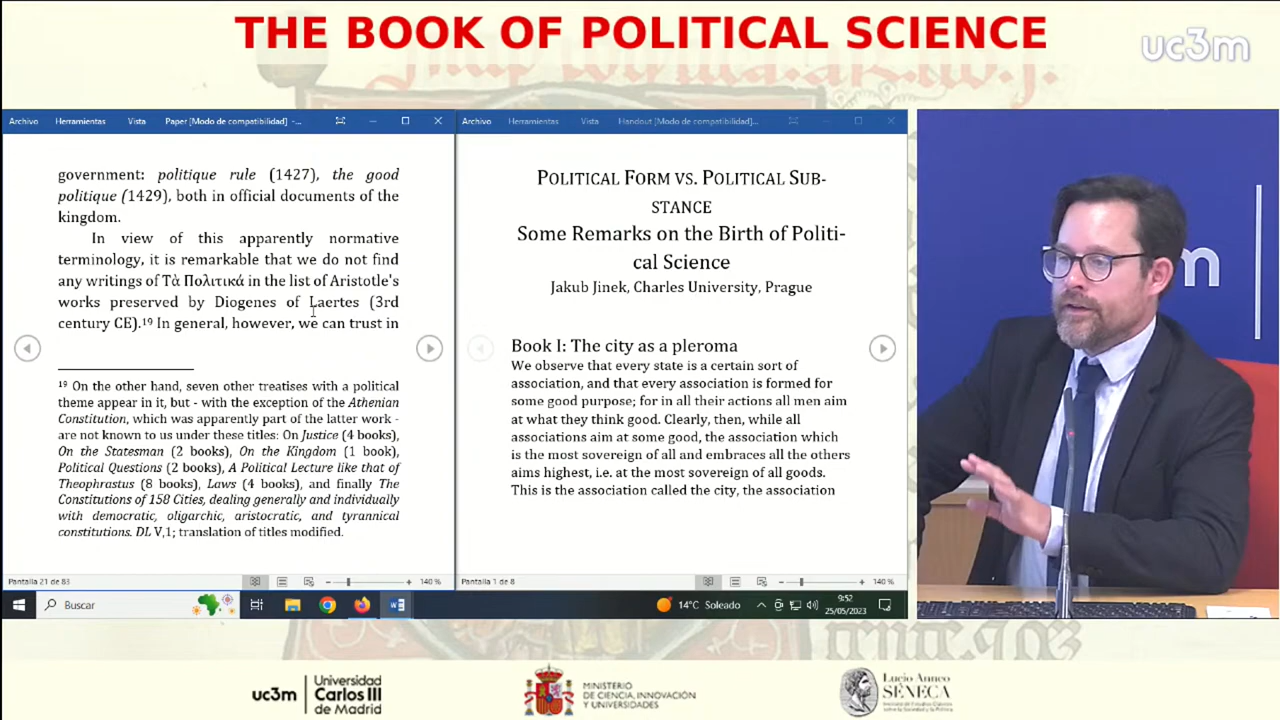 THE BOOK OF POLITICAL SCIENCE
uc3m
Archivo Herramientas Vista Paper [Modo de compatibilidad] -...
government: politique rule (1427), the good
politique (1429), both in official documents of the
kingdom.
In view of this apparently normative
terminology, it is remarkable that we do not find
any writings of Τὰ Πολιτικά in the list of Aristotle's
works preserved by Diogenes of Laertes (3rd
century CE).19 In general, however, we can trust in
19 On the other hand, seven other treatises with a political
theme appear in it, but - with the exception of the Athenian
Constitution, which was apparently part of the latter work -
are not known to us under these titles: On Justice (4 books),
On the Statesman (2 books), On the Kingdom (1 book),
Political Questions (2 books), A Political Lecture like that of
Theophrastus (8 books), Laws (4 books), and finally The
Constitutions of 158 Cities, dealing generally and individually
with democratic, oligarchic, aristocratic, and tyrannical
constitutions. DL V,1; translation of titles modified.
Pantalla 21 de 83
140 %
Archivo Herramientas Vista Handout [Modo de compatibilidad]...
POLITICAL FORM VS. POLITICAL SUB-
STANCE
Some Remarks on the Birth of Politi-
cal Science
Jakub Jinek, Charles University, Prague
Book I: The city as a pleroma
We observe that every state is a certain sort of
association, and that every association is formed for
some good purpose; for in all their actions all men aim
at what they think good. Clearly, then, while all
associations aim at some good, the association which
is the most sovereign of all and embraces all the others
aims highest, i.e. at the most sovereign of all goods.
This is the association called the city, the association
Pantalla 1 de 8
140 %
Buscar
14°C Soleado
9:52
25/05/2023
m
uc3m
Universidad
Carlos III
de Madrid
MINISTERIO
DE CIENCIA, INNOVACIÓN
Y UNIVERSIDADES
Lucio Anneo
SÉNECA